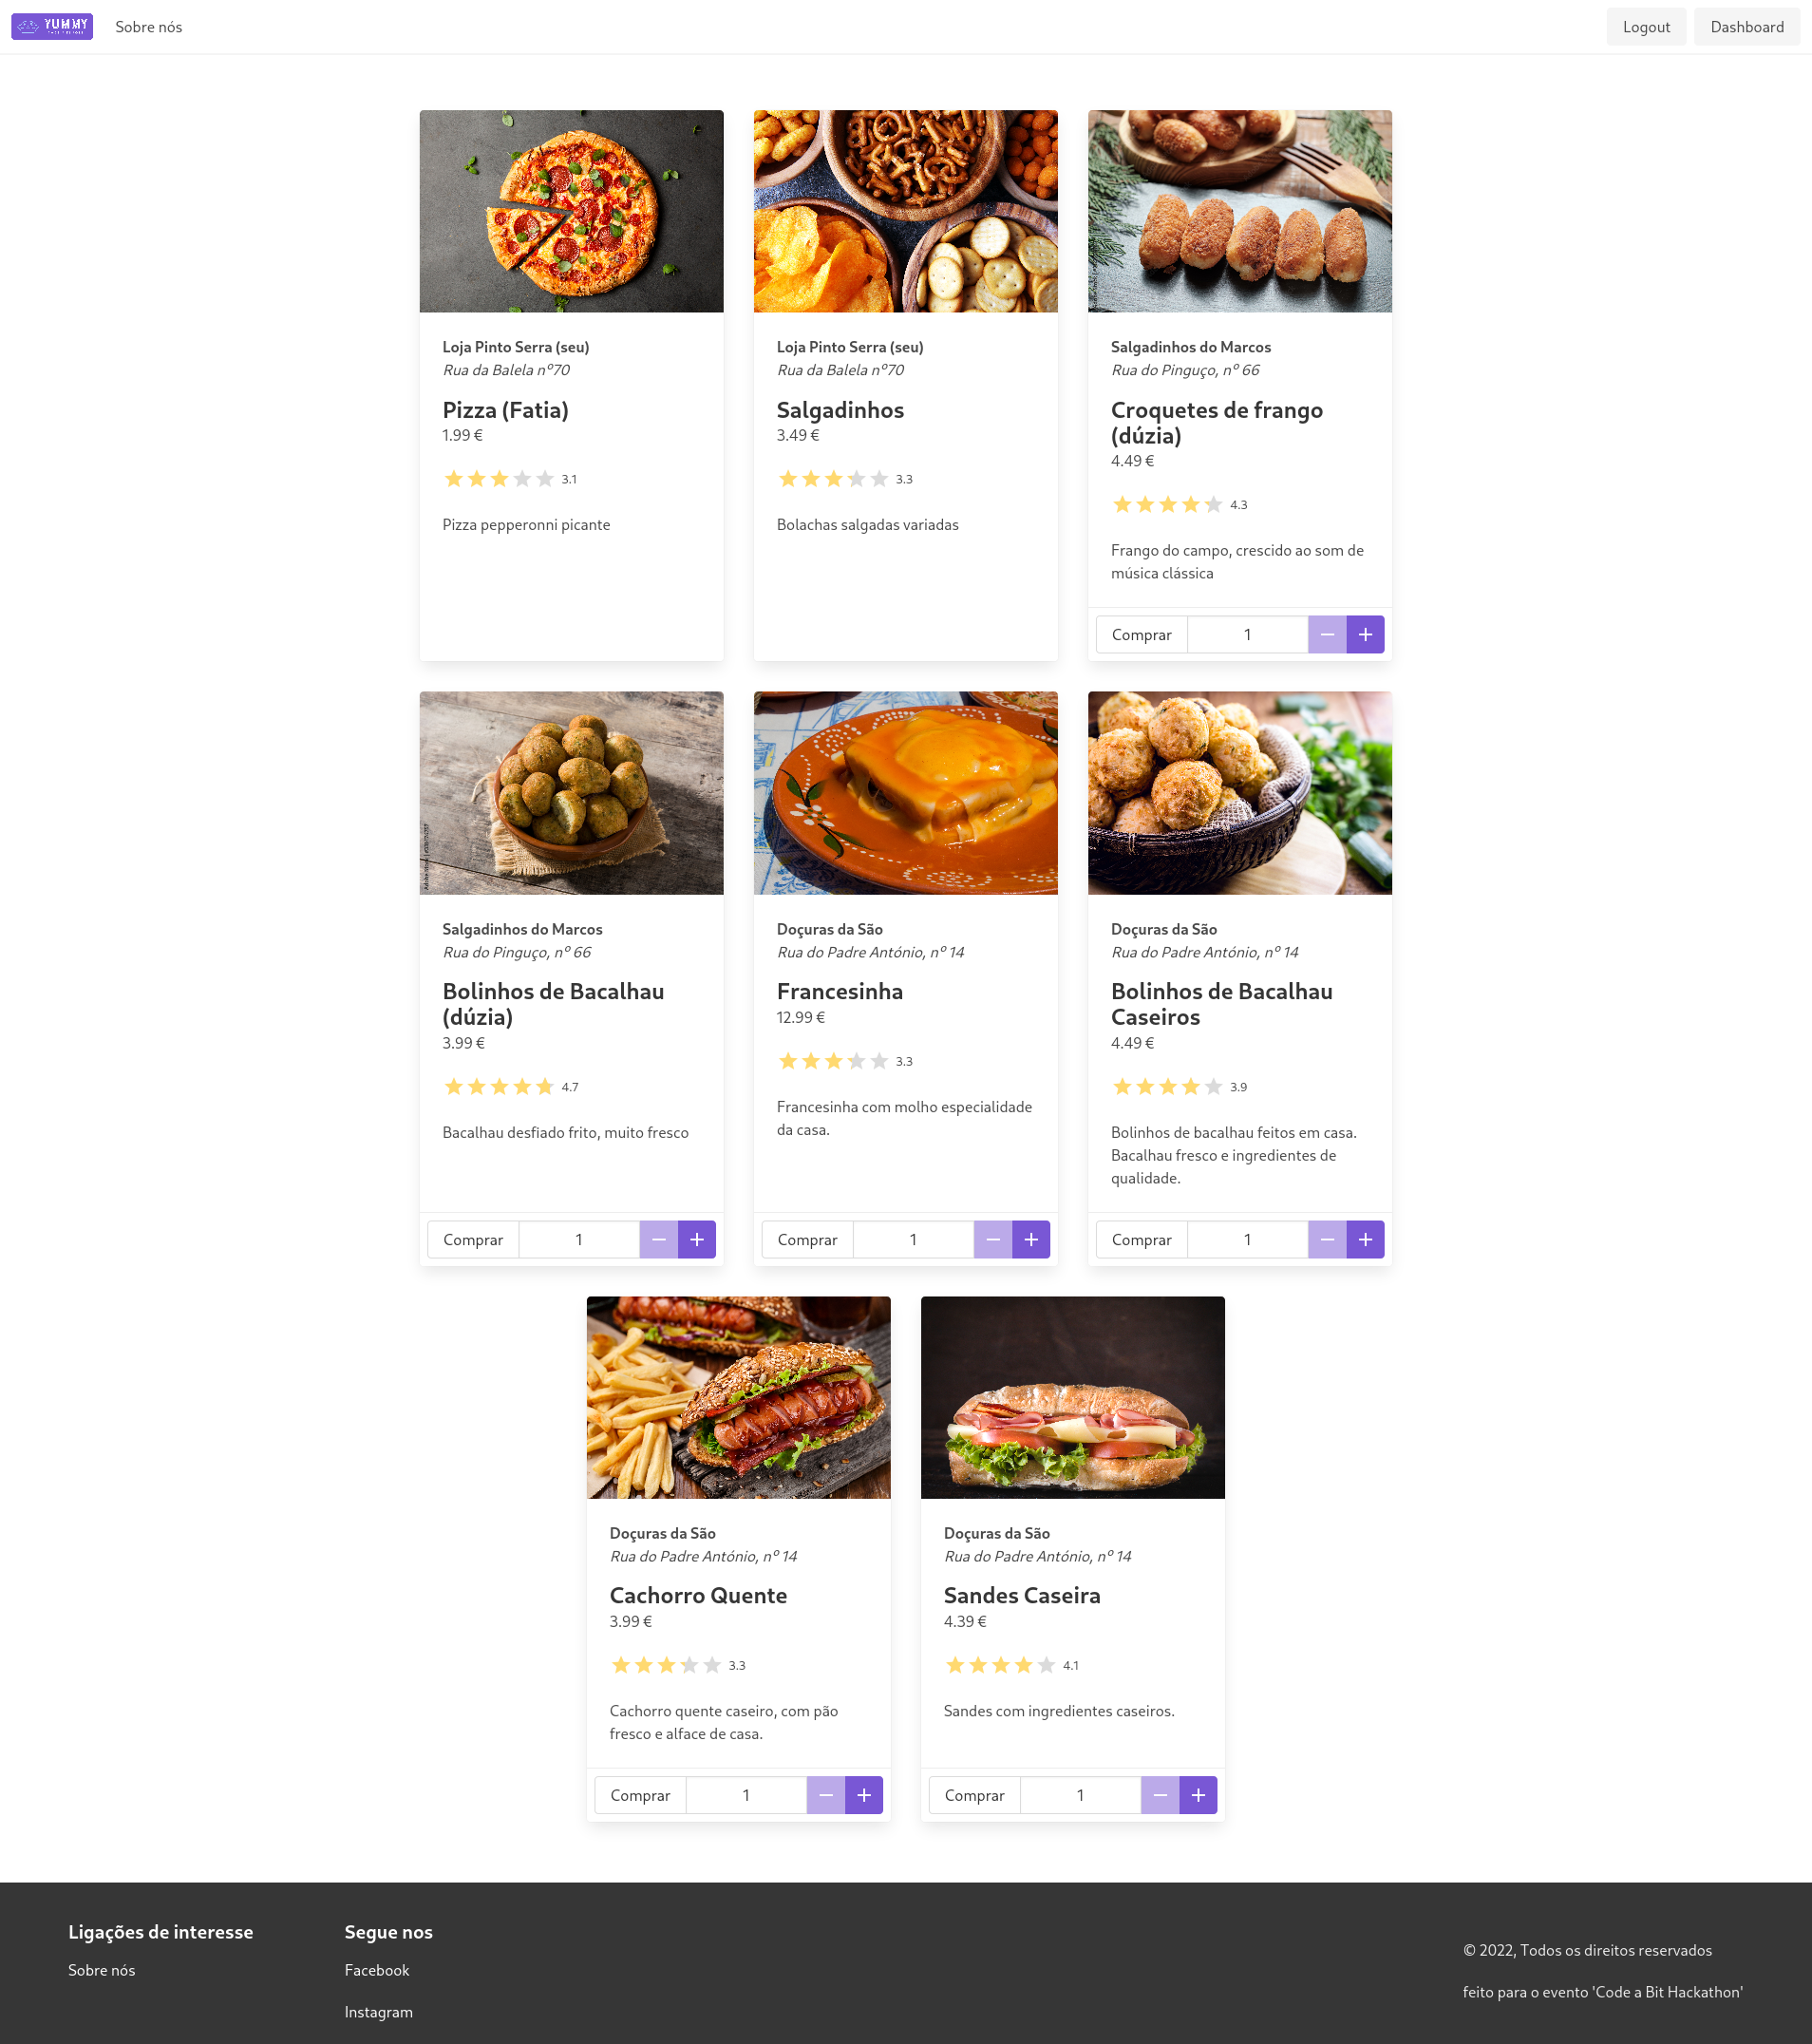 YUMMY
Sobre nós
Logout
Dashboard
Loja Pinto Serra (seu)
Rua da Balela nº70
Pizza (Fatia)
1.99 €
3.1
Pizza pepperonni picante
Loja Pinto Serra (seu)
Rua da Balela nº70
Salgadinhos
3.49 €
3.3
Bolachas salgadas variadas
Salgadinhos do Marcos
Rua do Pinguço, nº 66
Croquetes de frango
(dúzia)
4.49 €
4.3
Frango do campo, crescido ao som de
música clássica
Comprar
1
Salgadinhos do Marcos
Rua do Pinguço, nº 66
Bolinhos de Bacalhau
(dúzia)
3.99 €
4.7
Bacalhau desfiado frito, muito fresco
Comprar
1
Doçuras da São
Rua do Padre António, nº 14
Francesinha
12.99 €
3.3
Francesinha com molho especialidade
da casa.
Comprar
1
Doçuras da São
Rua do Padre António, nº 14
Bolinhos de Bacalhau
Caseiros
4.49 €
3.9
Bolinhos de bacalhau feitos em casa.
Bacalhau fresco e ingredientes de
qualidade.
Comprar
1
Doçuras da São
Rua do Padre António, nº 14
Cachorro Quente
3.99 €
3.3
Cachorro quente caseiro, com pão
fresco e alface de casa.
Comprar
1
Doçuras da São
Rua do Padre António, nº 14
Sandes Caseira
4.39 €
4.1
Sandes com ingredientes caseiros.
Comprar
1
Ligações de interesse
Sobre nós
Segue nos
Facebook
Instagram
© 2022, Todos os direitos reservados
feito para o evento 'Code a Bit Hackathon'